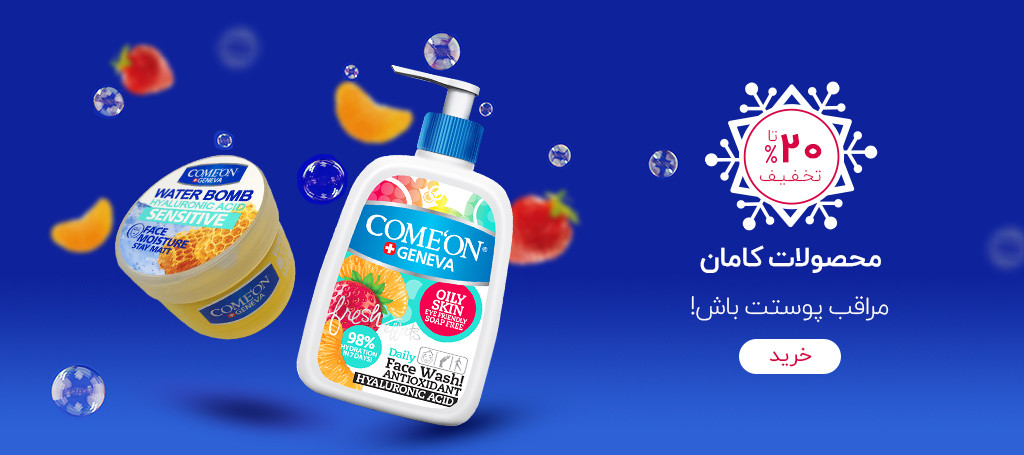 COME'ON
GENEVA
WATER BOMB
HYALURONIC ACID
SENSITIVE
FACE
MOISTURE
STAY MATT
COME'ON
GENEVA
COME'ON®
GENEVA
OILY
SKIN
EYE FRIENDLY
SOAP FREE
fresh
98%
HYDRATION
IN 7 DAYS!
Daily
Face Wash!
ANTIOXIDANT
HYALURONIC ACID
تا ۲۰%
تخفیف
محصولات کامان
مراقب پوستت باش!
خرید